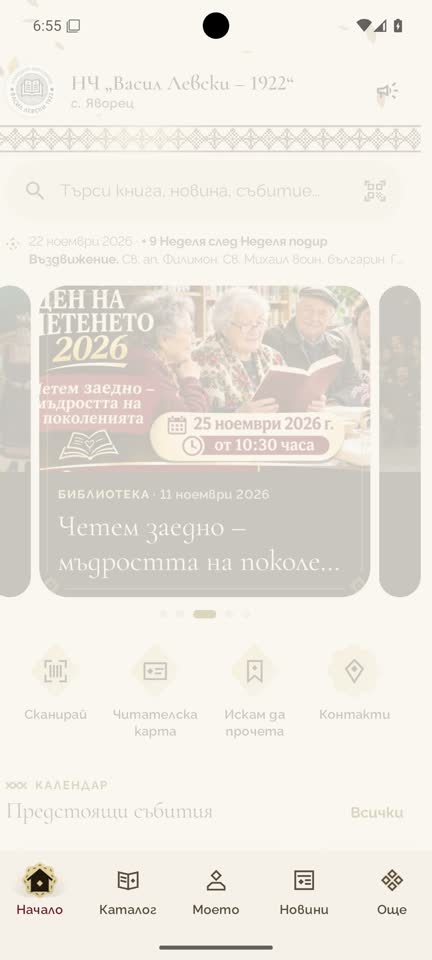 6:55
НЧ „Васил Левски – 1922“
с. Яворец
Търси книга, новина, събитие...
22 ноември 2026 · + 9 Неделя след Неделя подир
Въздвижение. Св. ап. Филимон. Св. Михаил воин, българин. Г...
ДЕН НА
ЧЕТЕНЕТО
2026
Четем заедно –
мъдростта на
поколенията
25 ноември 2026 г.
от 10:30 часа
БИБЛИОТЕКА · 11 ноември 2026
Четем заедно –
мъдростта на поколе...
Сканирай
Читателска
карта
Искам да
прочета
Контакти
КАЛЕНДАР
Предстоящи събития
Всички
Начало
Каталог
Моето
Новини
Още